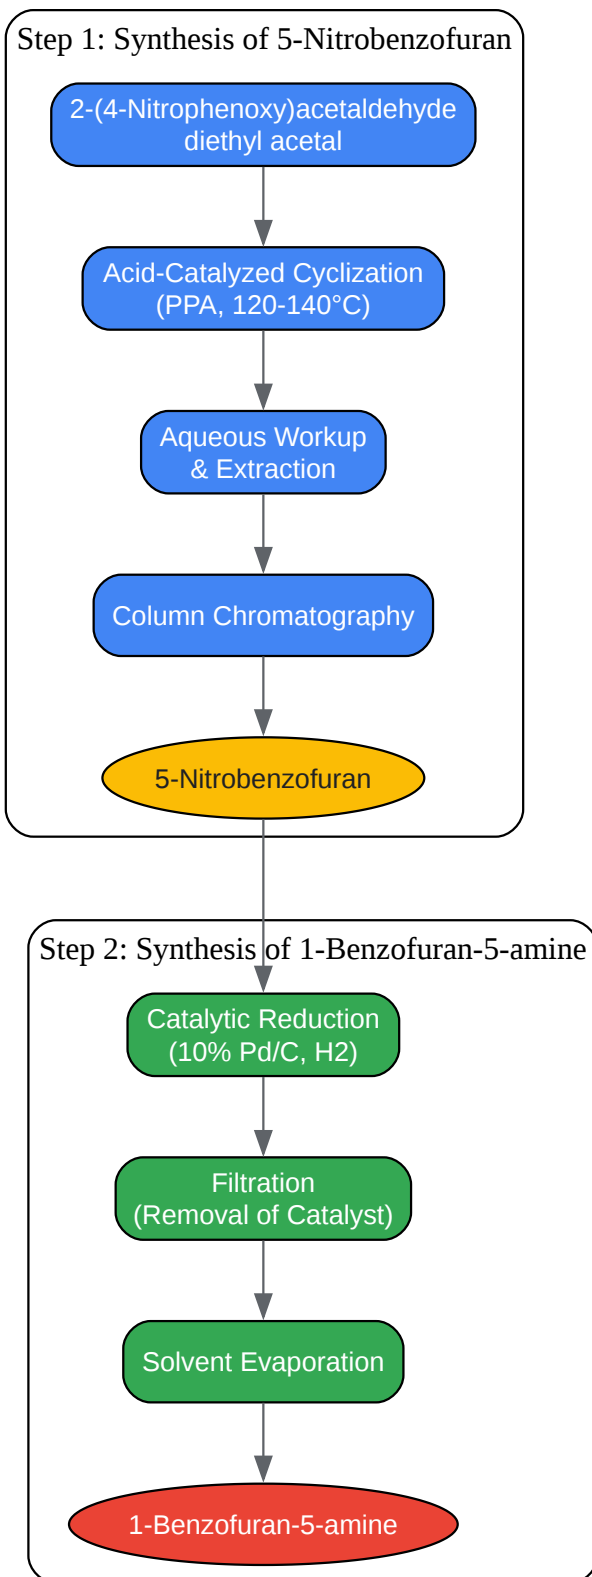 Step 1: Synthesis of 5-Nitrobenzofuran
2-(4-Nitrophenoxy)acetaldehyde
diethyl acetal
Acid-Catalyzed Cyclization
(PPA, 120-140°C)
Aqueous Workup
& Extraction
Column Chromatography
5-Nitrobenzofuran
Step 2: Synthesis of 1-Benzofuran-5-amine
Catalytic Reduction
(10% Pd/C, H2)
Filtration
(Removal of Catalyst)
Solvent Evaporation
1-Benzofuran-5-amine